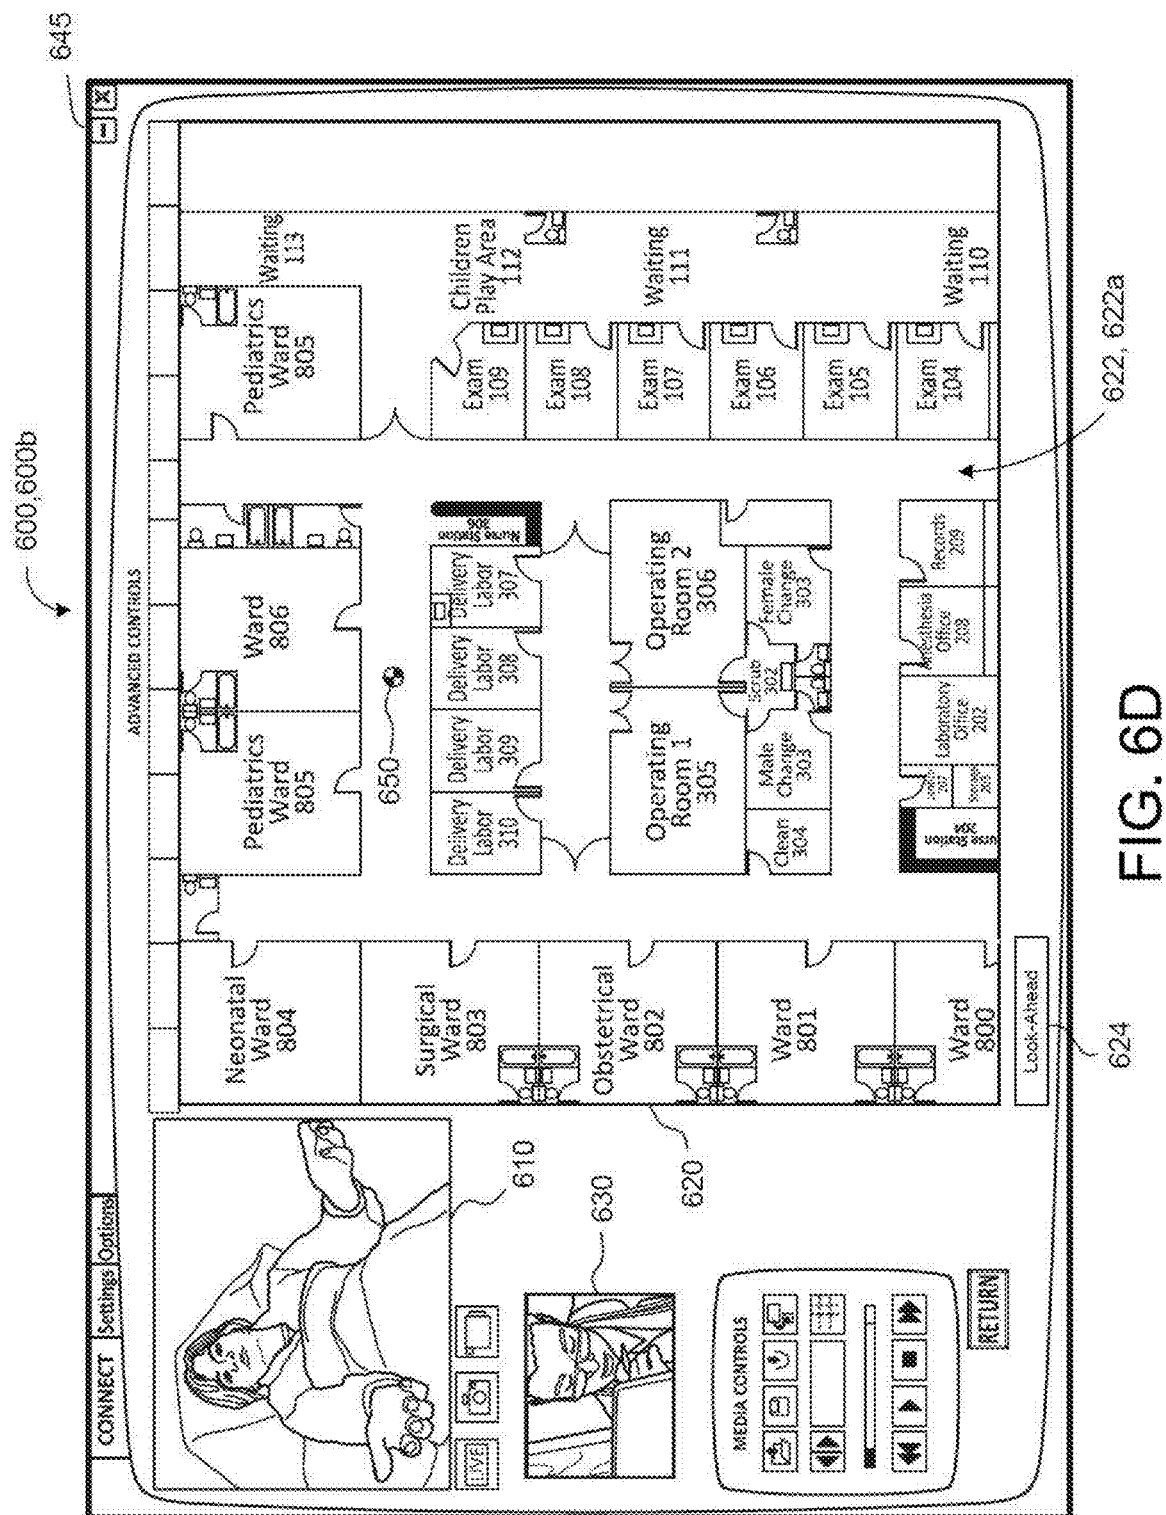 600,600b
645
CONNECT
Settings
Options
ADVANCED CONTROLS
Neonatal
Ward
804
Pediatrics
Ward
805
Ward
806
Pediatrics
Ward
805
Waiting
113
650
Surgical
Ward
803
Delivery
Labor
310
Delivery
Labor
309
Delivery
Labor
308
Delivery
Labor
307
Nurse Station
Exam
109
Children
Play Area
112
Exam
108
610
LIVE
Obstetrical
Ward
802
Operating
Room 1
305
Operating
Room 2
306
Exam
107
Waiting
111
630
620
Ward
801
Clean
304
Male
Change
303
Scrub
302
Female
Change
303
Exam
106
Exam
105
MEDIA CONTROLS
Ward
800
Nurse Station
Laboratory
Office
202
Anesthesia
Office
208
Records
209
Exam
104
Waiting
110
RETURN
Look-Ahead
624
622, 622a
FIG. 6D